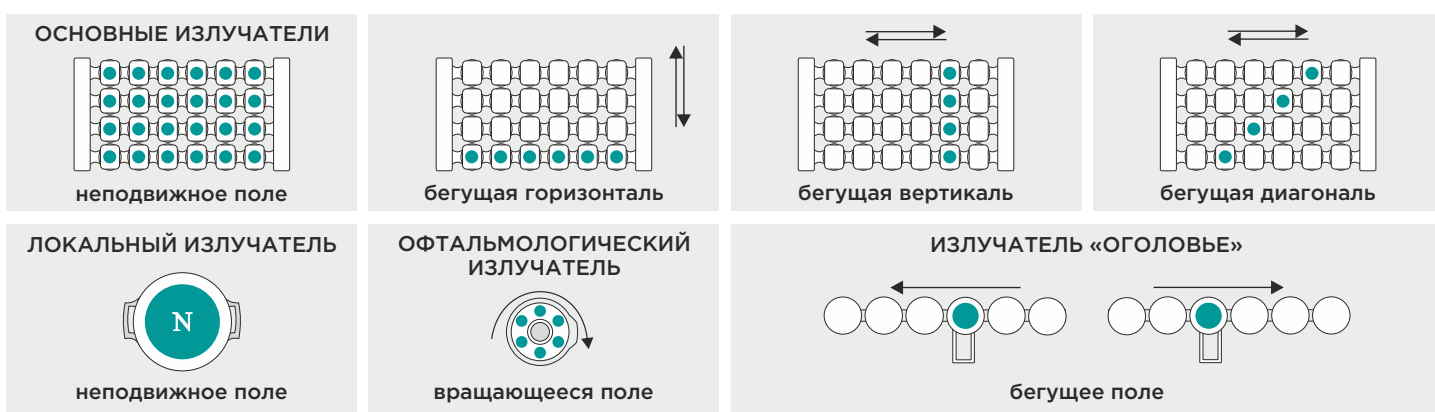 ОСНОВНЫЕ ИЗЛУЧАТЕЛИ
неподвижное поле
бегущая горизонталь
бегущая вертикаль
бегущая диагональ
ЛОКАЛЬНЫЙ ИЗЛУЧАТЕЛЬ
N
неподвижное поле
ОФТАЛЬМОЛОГИЧЕСКИЙ
ИЗЛУЧАТЕЛЬ
вращающееся поле
ИЗЛУЧАТЕЛЬ «ОГОЛОВЬЕ»
бегущее поле